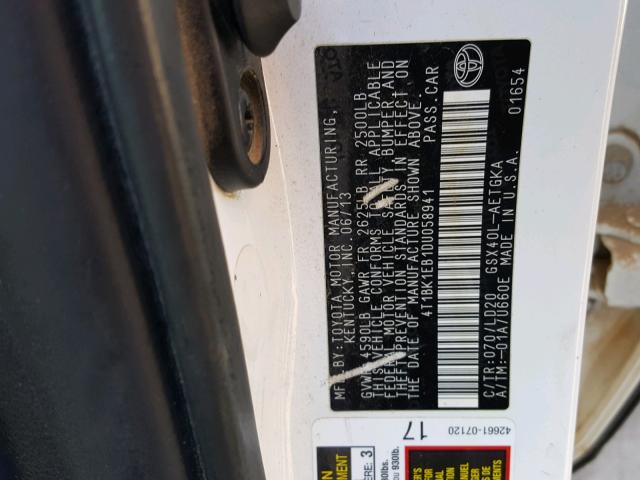 MFD. BY: TOYOTA MOTOR MANUFACTURING,
KENTUCKY, INC. 06/13
GVWR 4590LB GAWR FR 2625LB RR 2500LB
THIS VEHICLE CONFORMS TO ALL APPLICABLE
FEDERAL MOTOR VEHICLE SAFETY, BUMPER, AND
THEFT PREVENTION STANDARDS IN EFFECT ON
THE DATE OF MANUFACTURE SHOWN ABOVE.
4T1BK1EB1DU058941 PASS. CAR
C/TR: 070/LD20 GSX40L-AETGKA
A/TM: -01A/U660E MADE IN U.S.A.
01654
17
42661-07120